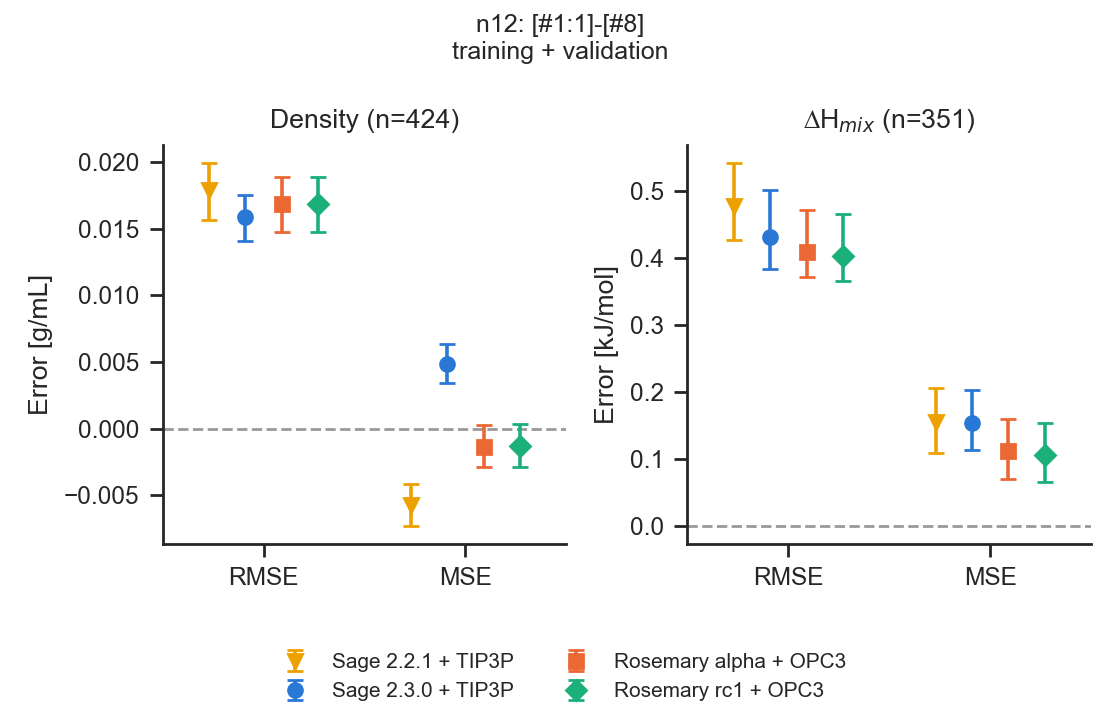 n12: [#1:1]-[#8]
training + validation
Density (n=424)
ΔH_mix (n=351)
Error [g/mL]
0.020
0.015
0.010
0.005
0.000
−0.005
RMSE
MSE
Error [kJ/mol]
0.5
0.4
0.3
0.2
0.1
0.0
RMSE
MSE
Sage 2.2.1 + TIP3P
Sage 2.3.0 + TIP3P
Rosemary alpha + OPC3
Rosemary rc1 + OPC3